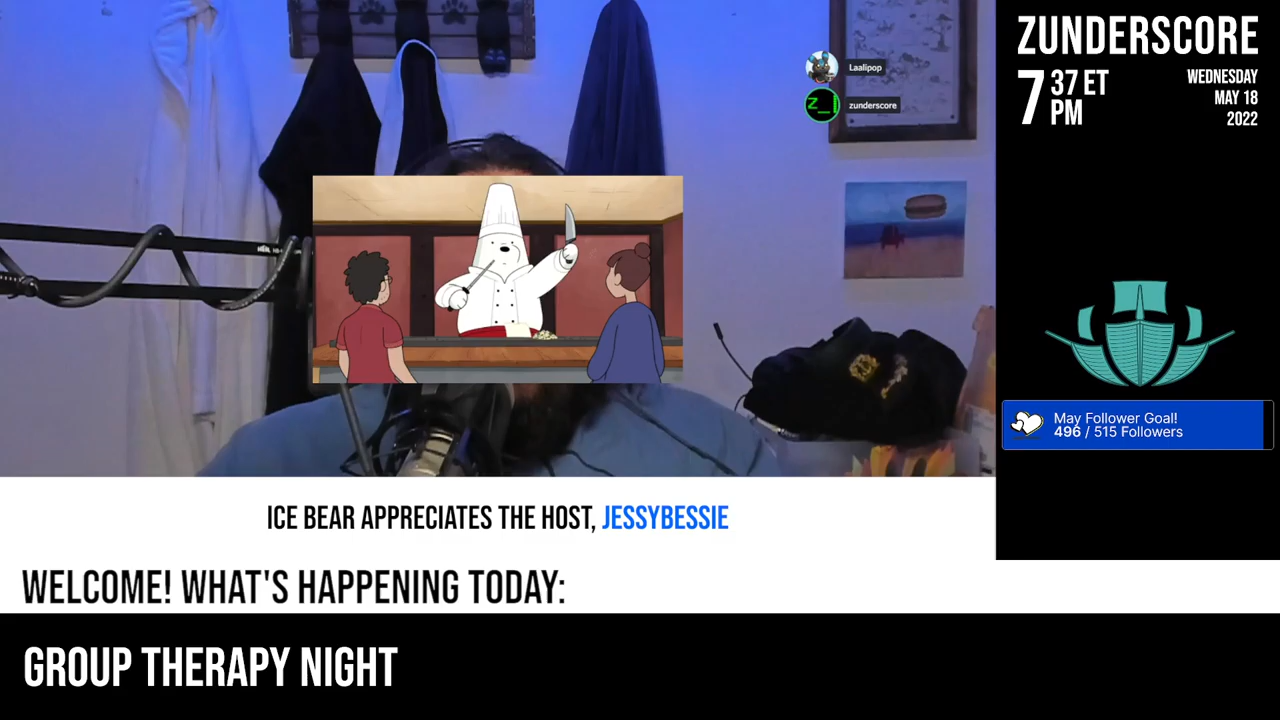 ZUNDERSCORE
7 37 ET
PM
WEDNESDAY
MAY 18
2022
Laalipop
zunderscore
z_
May Follower Goal!
496 / 515 Followers
ICE BEAR APPRECIATES THE HOST, JESSYBESSIE
WELCOME! WHAT'S HAPPENING TODAY:
GROUP THERAPY NIGHT